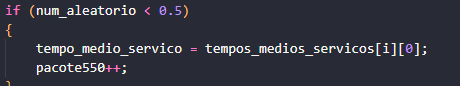 if (num_aleatorio < 0.5)
{
tempo_medio_servico = tempos_medios_servicos[i][0];
pacote550++;
}